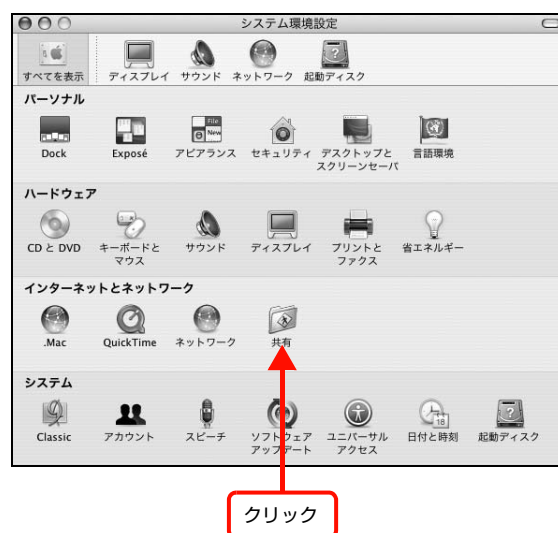 システム環境設定
すべてを表示 ディスプレイ サウンド ネットワーク 起動ディスク
パーソナル
File
New
Dock Exposé アピアランス セキュリティ デスクトップと 言語環境
スクリーンセーバ
ハードウェア
CD と DVD キーボードと サウンド ディスプレイ プリントと 省エネルギー
マウス ファクス
インターネットとネットワーク
.Mac QuickTime ネットワーク 共有
システム
18
Classic アカウント スピーチ ソフトウェア ユニバーサル 日付と時刻 起動ディスク
アップデート アクセス
クリック